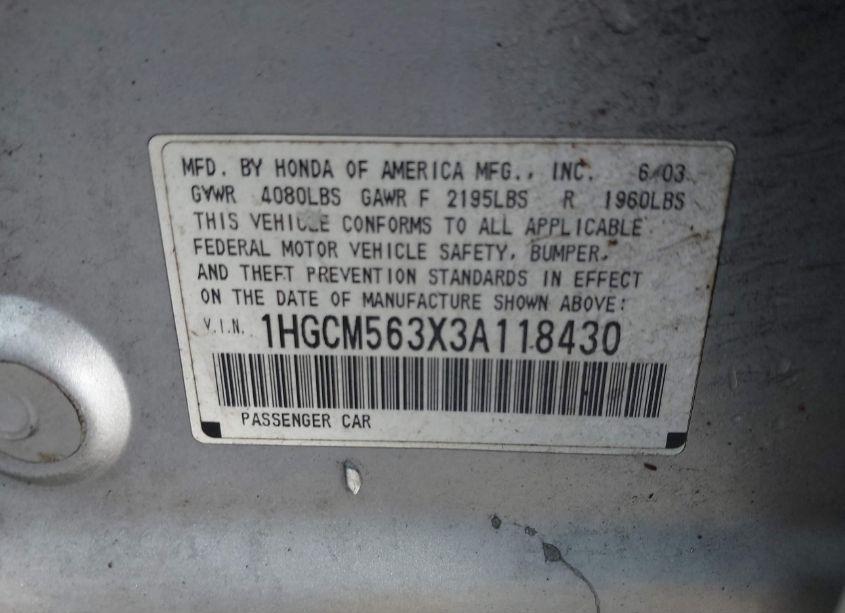 MFD. BY HONDA OF AMERICA MFG., INC. 6/03
GVWR 4080LBS GAWR F 2195LBS R 1960LBS
THIS VEHICLE CONFORMS TO ALL APPLICABLE
FEDERAL MOTOR VEHICLE SAFETY, BUMPER,
AND THEFT PREVENTION STANDARDS IN EFFECT
ON THE DATE OF MANUFACTURE SHOWN ABOVE:
V.I.N. 1HGCM563X3A118430
PASSENGER CAR